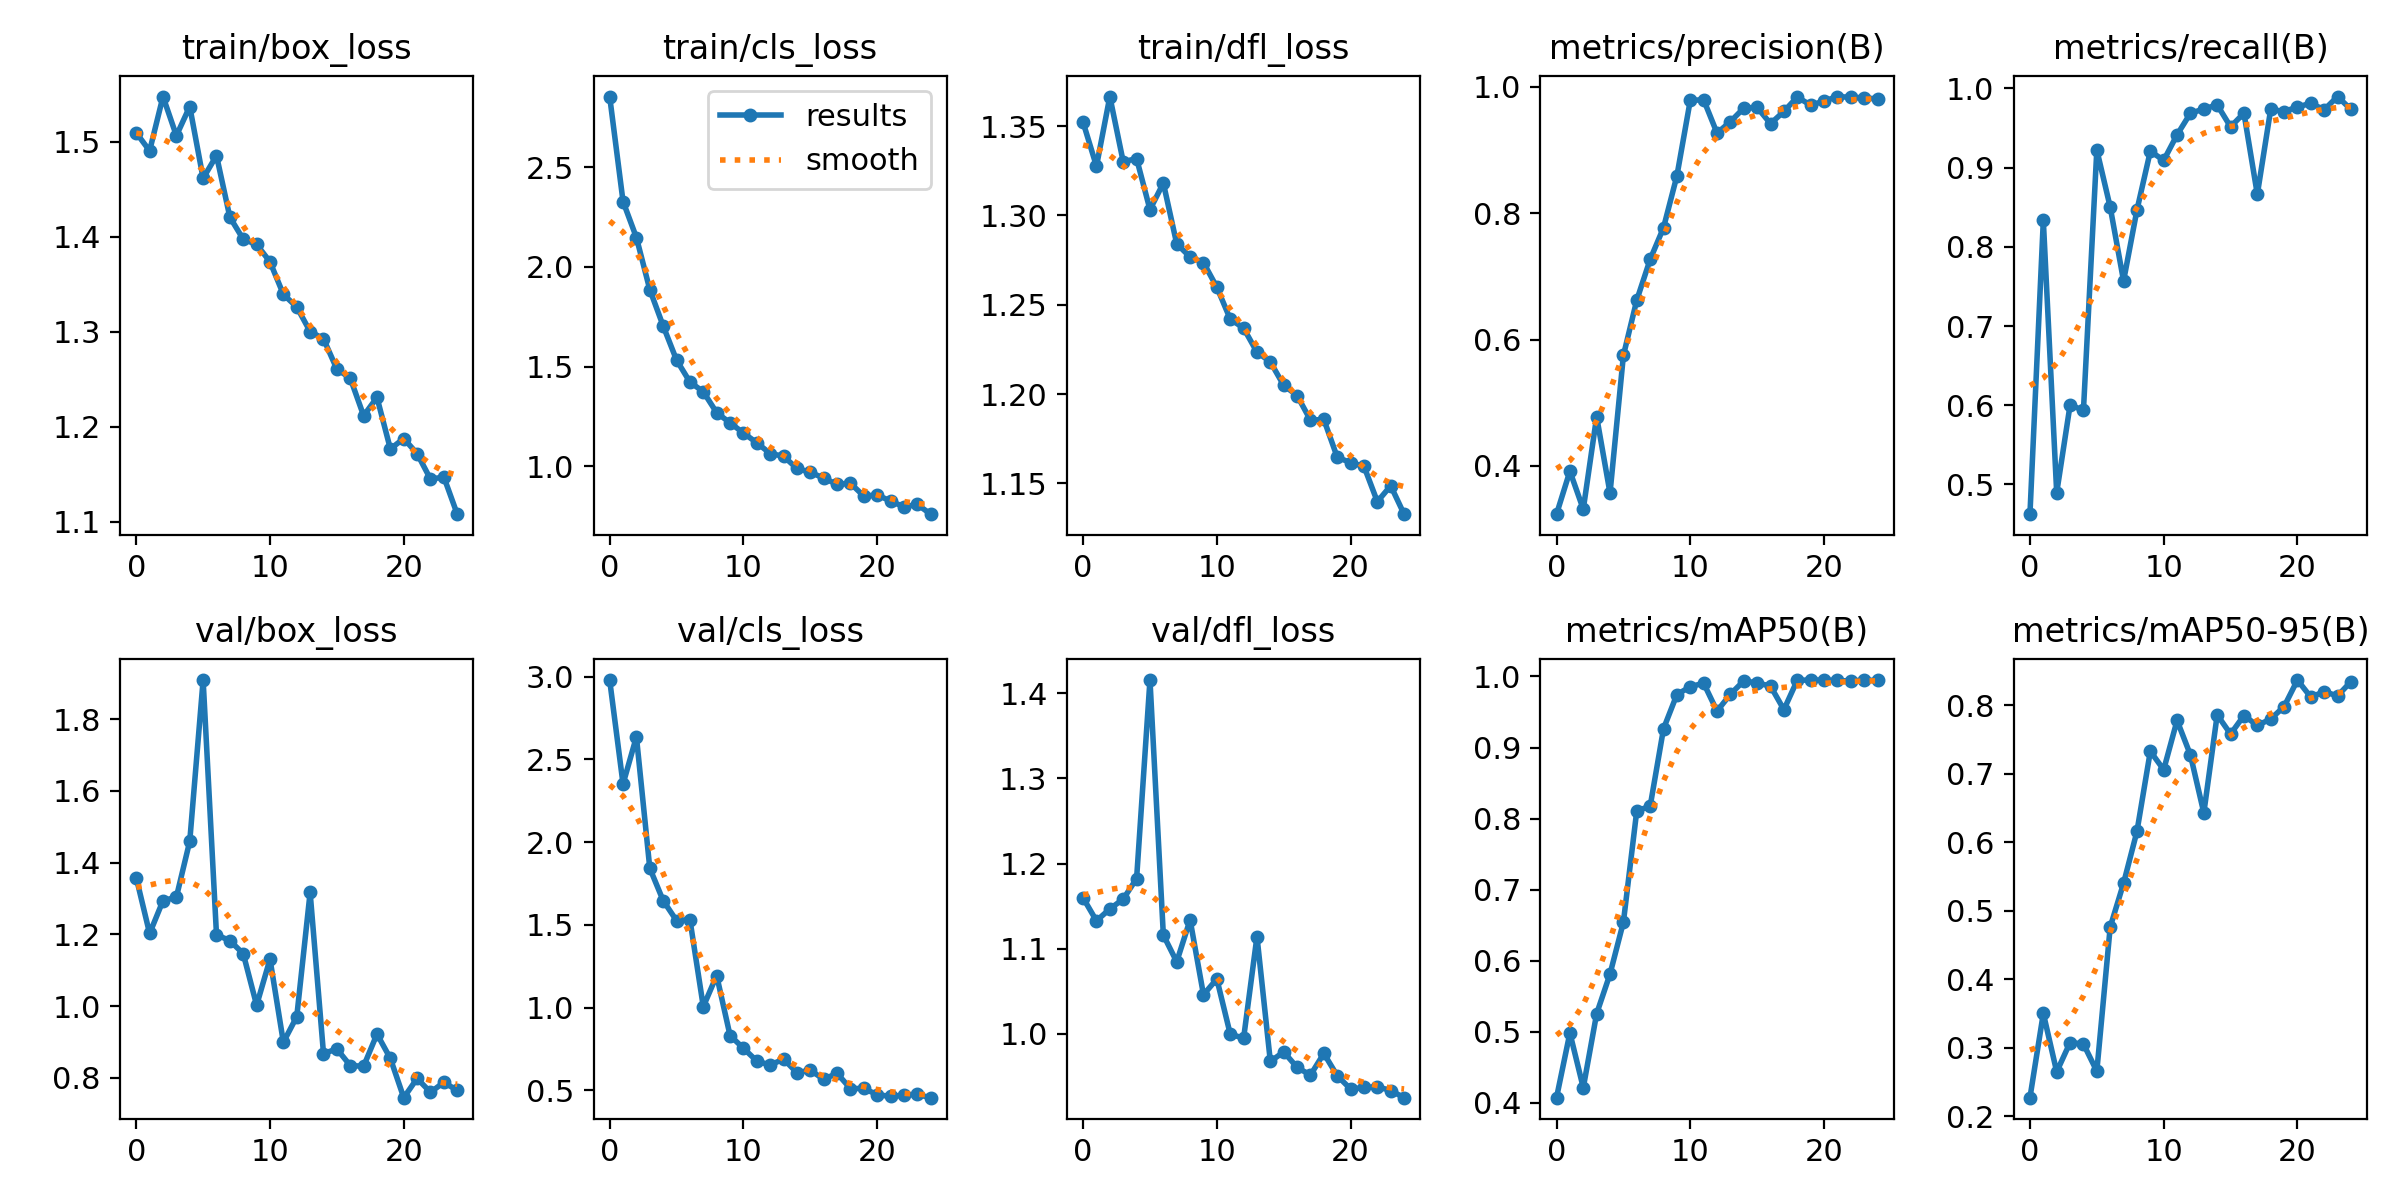 train/box_loss
train/cls_loss
train/dfl_loss
metrics/precision(B)
metrics/recall(B)
1.5
1.4
1.3
1.2
1.1
0 10 20
results
smooth
2.5
2.0
1.5
1.0
0 10 20
1.35
1.30
1.25
1.20
1.15
0 10 20
1.0
0.8
0.6
0.4
0 10 20
1.0
0.9
0.8
0.7
0.6
0.5
0 10 20
val/box_loss
val/cls_loss
val/dfl_loss
metrics/mAP50(B)
metrics/mAP50-95(B)
1.8
1.6
1.4
1.2
1.0
0.8
0 10 20
3.0
2.5
2.0
1.5
1.0
0.5
0 10 20
1.4
1.3
1.2
1.1
1.0
0 10 20
1.0
0.9
0.8
0.7
0.6
0.5
0.4
0 10 20
0.8
0.7
0.6
0.5
0.4
0.3
0.2
0 10 20